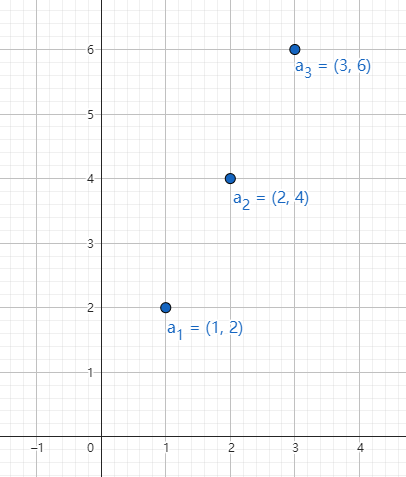 6
a₃ = (3, 6)
5
4
a₂ = (2, 4)
3
2
a₁ = (1, 2)
1
−1 0 1 2 3 4